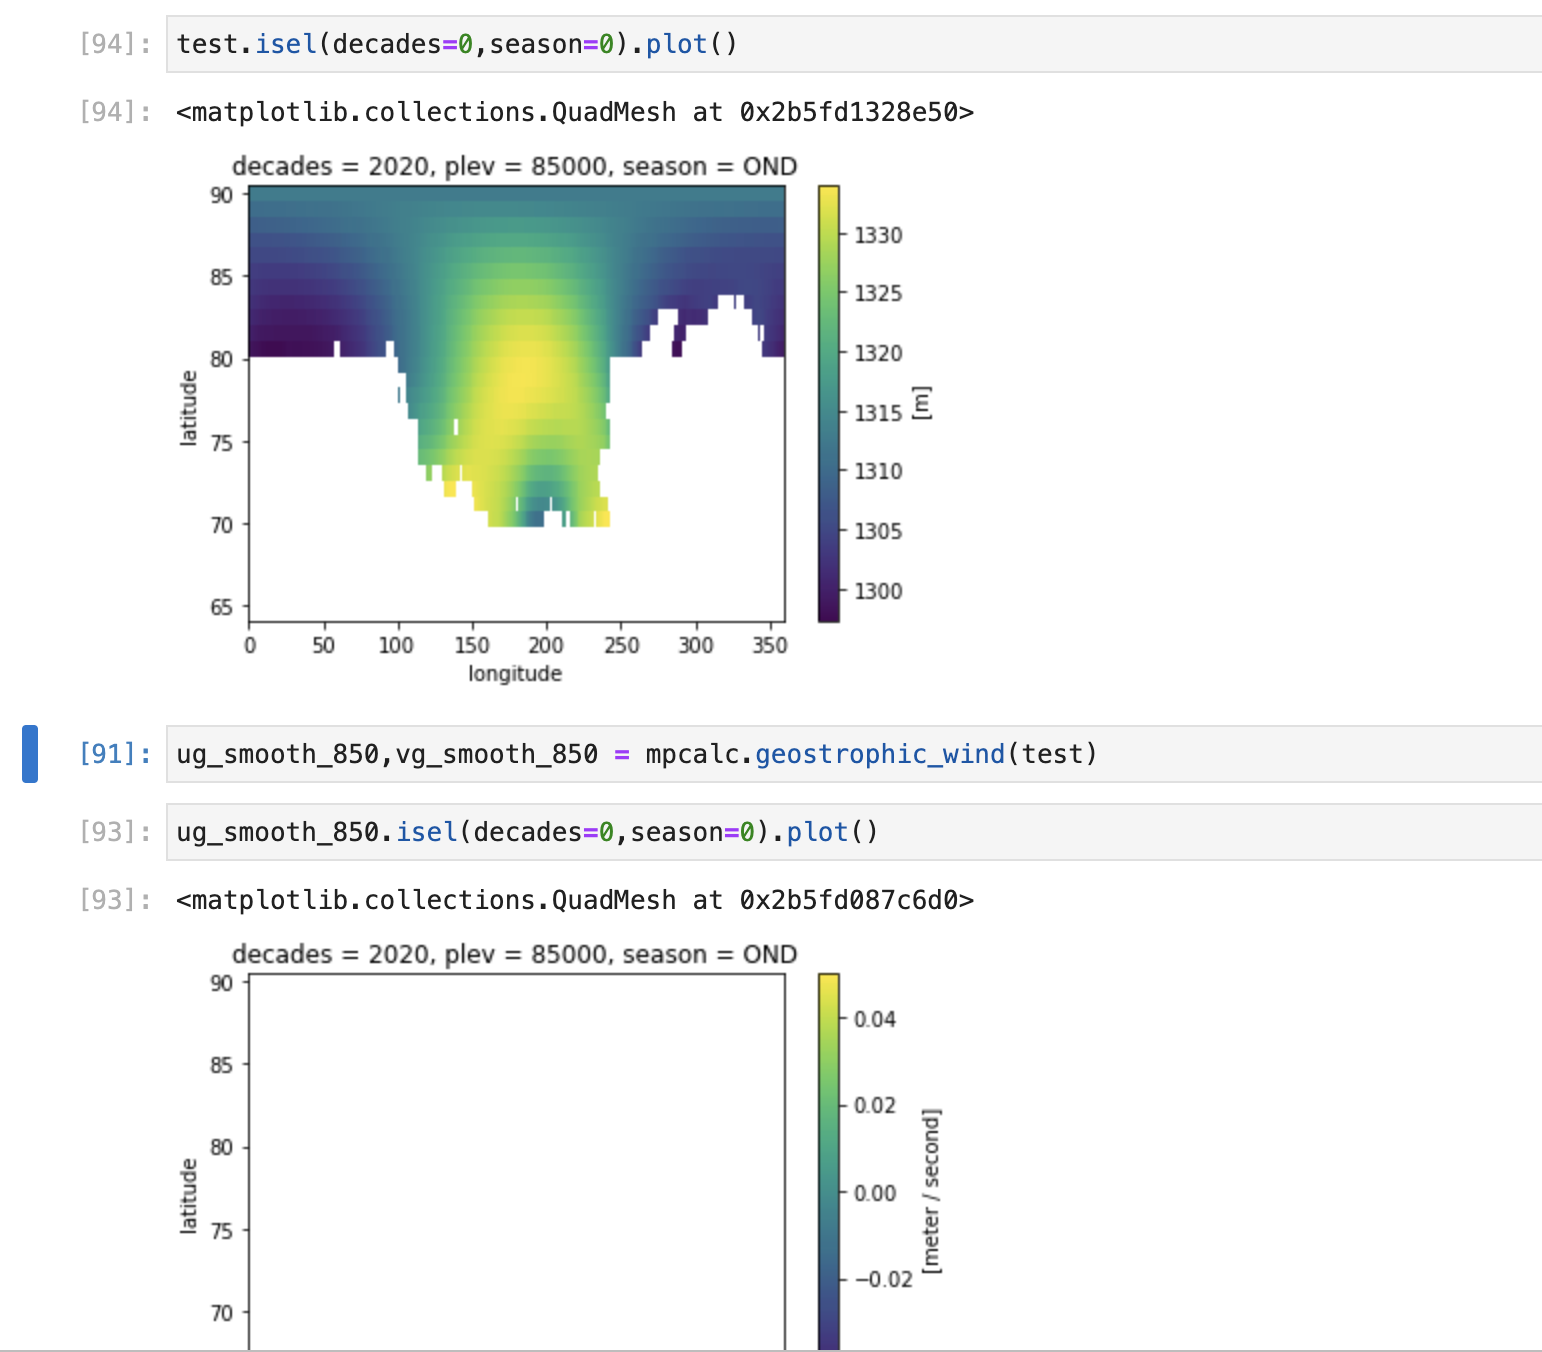 [94]: test.isel(decades=0,season=0).plot()
[94]: <matplotlib.collections.QuadMesh at 0x2b5fd1328e50>
decades = 2020, plev = 85000, season = OND
90
85
80
75
70
65
latitude
0 50 100 150 200 250 300 350
longitude
1330
1325
1320
1315
1310
1305
1300
[m]
[91]: ug_smooth_850,vg_smooth_850 = mpcalc.geostrophic_wind(test)
[93]: ug_smooth_850.isel(decades=0,season=0).plot()
[93]: <matplotlib.collections.QuadMesh at 0x2b5fd087c6d0>
decades = 2020, plev = 85000, season = OND
90
85
80
75
70
latitude
0.04
0.02
0.00
−0.02
[meter / second]